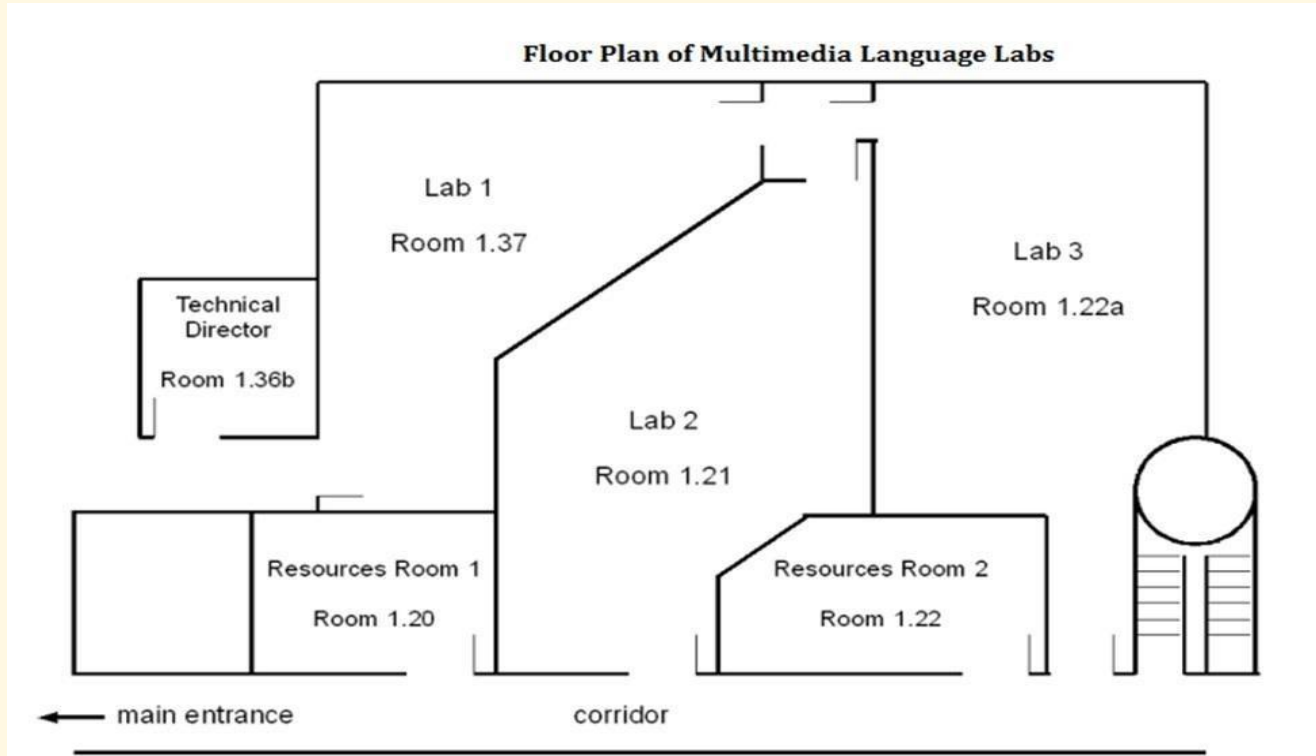 Floor Plan of Multimedia Language Labs
Lab 1
Room 1.37
Lab 3
Room 1.22a
Technical
Director
Room 1.36b
Lab 2
Room 1.21
Resources Room 1
Room 1.20
Resources Room 2
Room 1.22
main entrance
corridor